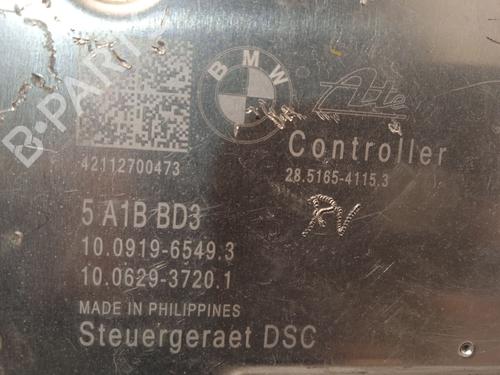 B-PARTS
BMW
Ate
42112700473
Controller
28.5165-4115.3
5 A1B BD3
10.0919-6549.3
10.0629-3720.1
MADE IN PHILIPPINES
Steuergeraet DSC